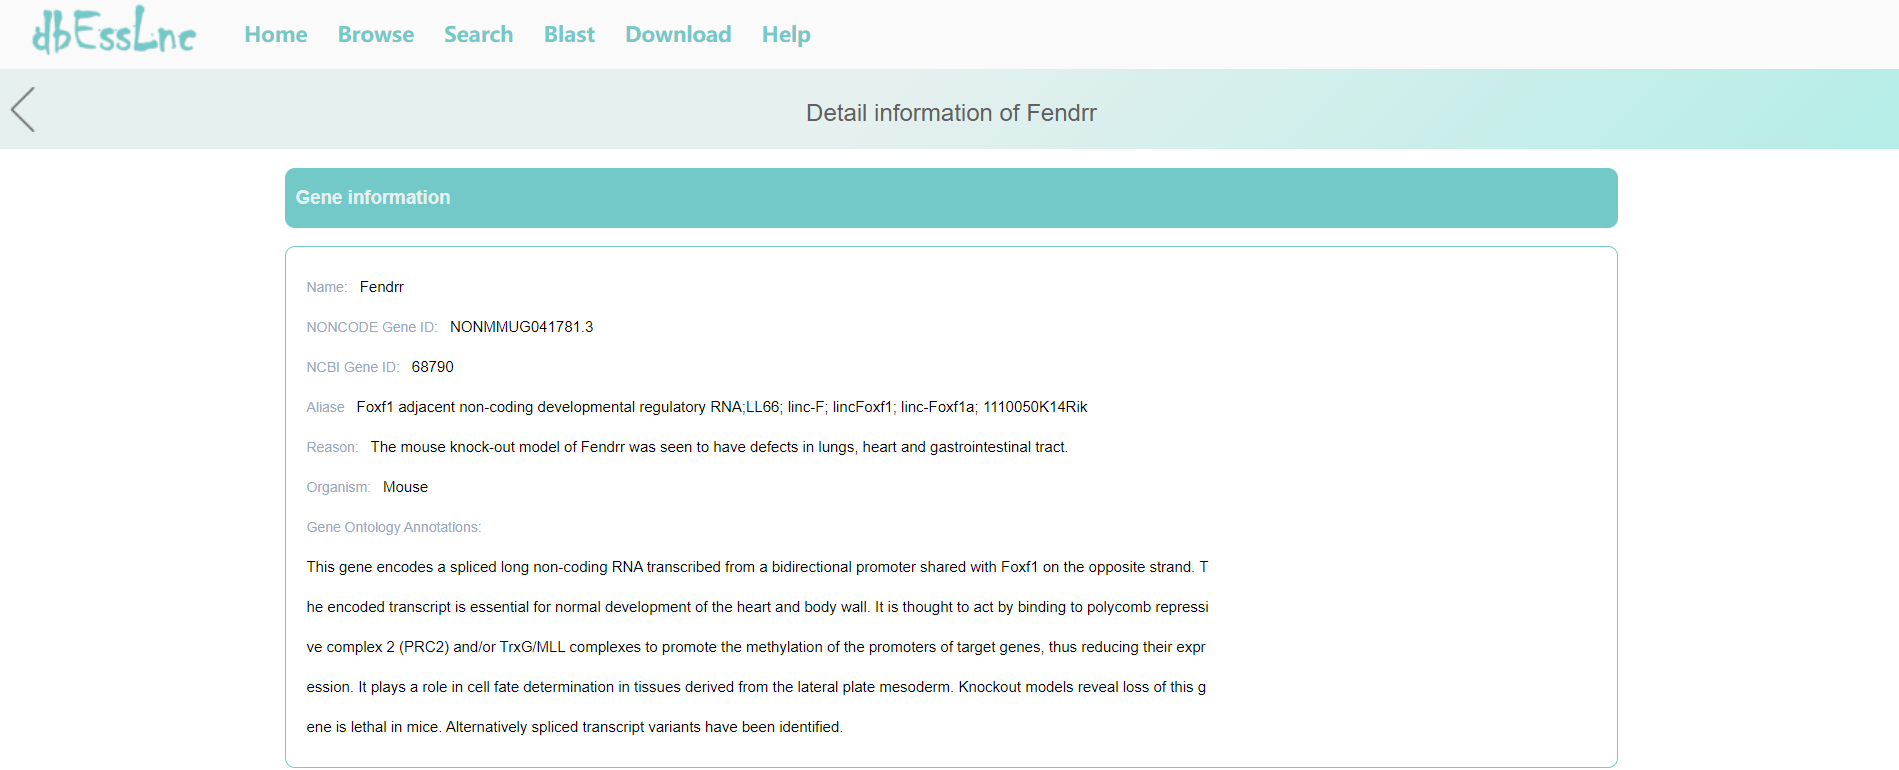 dbEssLnc
Home Browse Search Blast Download Help
Detail information of Fendrr
Gene information
Name: Fendrr
NONCODE Gene ID: NONMMUG041781.3
NCBI Gene ID: 68790
Aliase Foxf1 adjacent non-coding developmental regulatory RNA;LL66; linc-F; lincFoxf1; linc-Foxf1a; 1110050K14Rik
Reason: The mouse knock-out model of Fendrr was seen to have defects in lungs, heart and gastrointestinal tract.
Organism: Mouse
Gene Ontology Annotations:
This gene encodes a spliced long non-coding RNA transcribed from a bidirectional promoter shared with Foxf1 on the opposite strand. T
he encoded transcript is essential for normal development of the heart and body wall. It is thought to act by binding to polycomb repressi
ve complex 2 (PRC2) and/or TrxG/MLL complexes to promote the methylation of the promoters of target genes, thus reducing their expr
ession. It plays a role in cell fate determination in tissues derived from the lateral plate mesoderm. Knockout models reveal loss of this g
ene is lethal in mice. Alternatively spliced transcript variants have been identified.